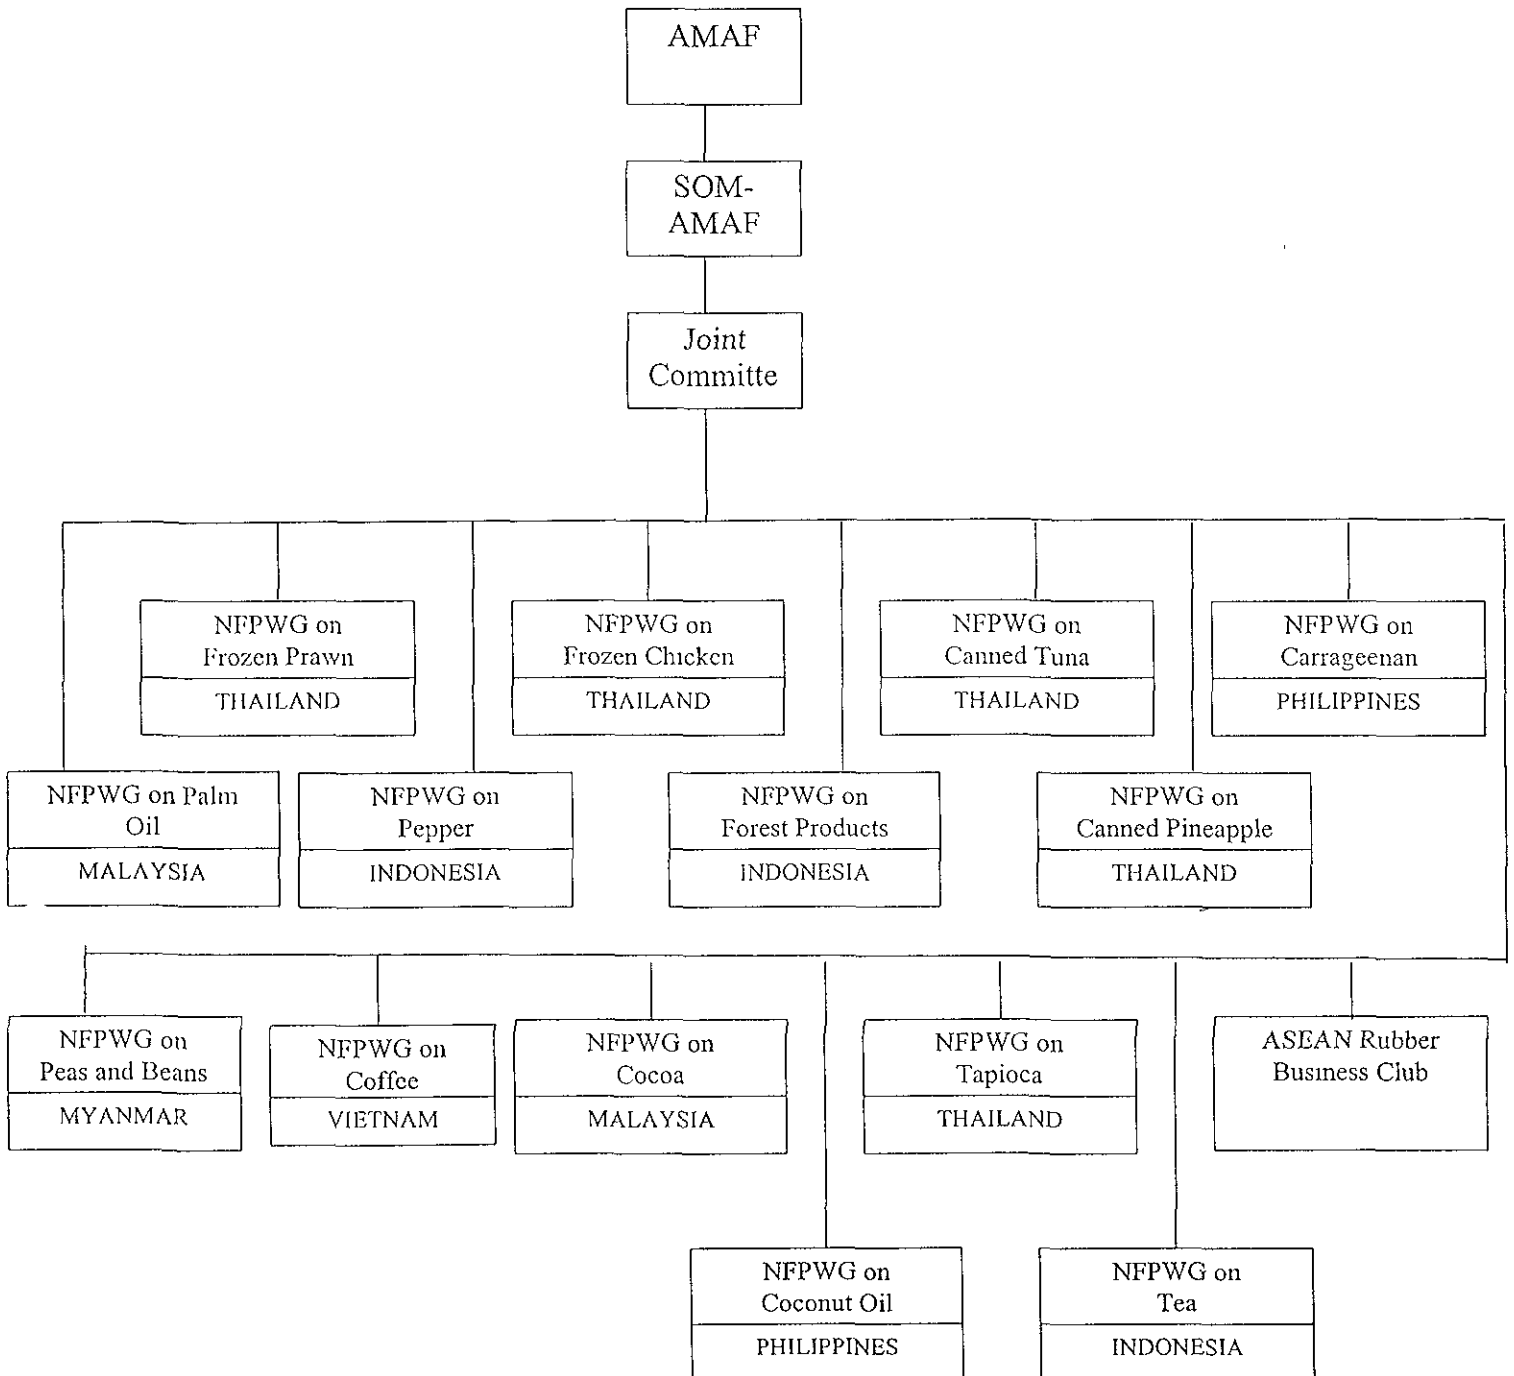 AMAF
SOM-
AMAF
Joint
Committe
NFPWG on
Frozen Prawn
THAILAND
NFPWG on
Frozen Chicken
THAILAND
NFPWG on
Canned Tuna
THAILAND
NFPWG on
Carrageenan
PHILIPPINES
NFPWG on Palm
Oil
MALAYSIA
NFPWG on
Pepper
INDONESIA
NFPWG on
Forest Products
INDONESIA
NFPWG on
Canned Pineapple
THAILAND
NFPWG on
Peas and Beans
MYANMAR
NFPWG on
Coffee
VIETNAM
NFPWG on
Cocoa
MALAYSIA
NFPWG on
Tapioca
THAILAND
ASEAN Rubber
Business Club
NFPWG on
Coconut Oil
PHILIPPINES
NFPWG on
Tea
INDONESIA